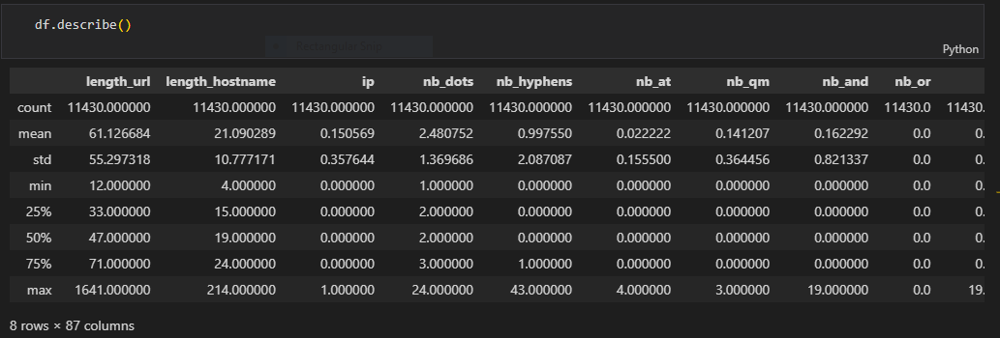 df.describe()
Rectangular Snip
Python
length_url length_hostname ip nb_dots nb_hyphens nb_at nb_qm nb_and nb_or
count 11430.000000 11430.000000 11430.000000 11430.000000 11430.000000 11430.000000 11430.000000 11430.000000 11430.0 11430.
mean 61.126684 21.090289 0.150569 2.480752 0.997550 0.022222 0.141207 0.162292 0.0 0.
std 55.297318 10.777171 0.357644 1.369686 2.087087 0.155500 0.364456 0.821337 0.0 0.
min 12.000000 4.000000 0.000000 1.000000 0.000000 0.000000 0.000000 0.000000 0.0 0.
25% 33.000000 15.000000 0.000000 2.000000 0.000000 0.000000 0.000000 0.000000 0.0 0.
50% 47.000000 19.000000 0.000000 2.000000 0.000000 0.000000 0.000000 0.000000 0.0 0.
75% 71.000000 24.000000 0.000000 3.000000 1.000000 0.000000 0.000000 0.000000 0.0 0.
max 1641.000000 214.000000 1.000000 24.000000 43.000000 4.000000 3.000000 19.000000 0.0 19.
8 rows × 87 columns